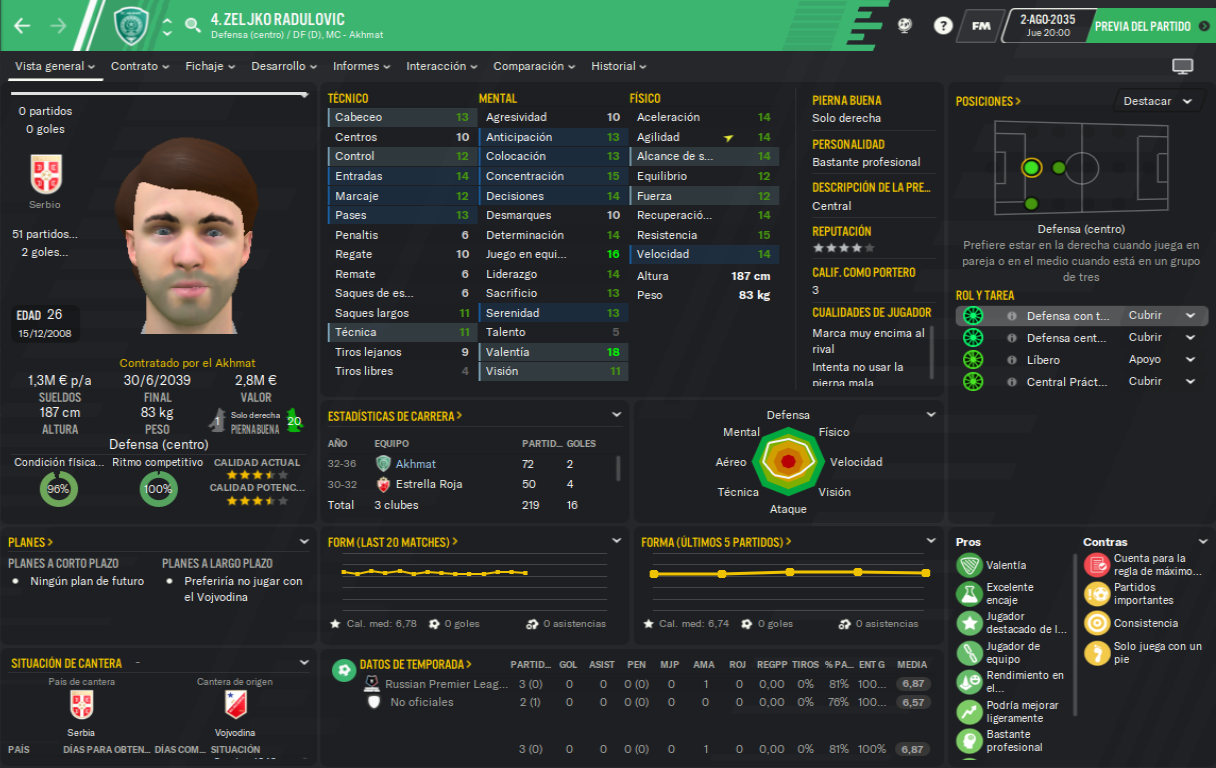 4. ZELJKO RADULOVIC
Defensa (centro) / DF (D), MC - Akhmat
?
FM
2-AGO-2035
Jue 20:00
PREVIA DEL PARTIDO
Vista general
Contrato
Fichaje
Desarrollo
Informes
Interacción
Comparación
Historial
0 partidos
0 goles
Serbio
51 partidos...
2 goles...
EDAD 26
15/12/2008
Contratado por el Akhmat
1,3M € p/a
30/6/2039
2,8M €
SUELDOS
FINAL
VALOR
187 cm
83 kg
1
Solo derecha
20
ALTURA
PESO
PIERNA BUENA
Defensa (centro)
Condición física...
Ritmo competitivo
CALIDAD ACTUAL
96%
100%
CALIDAD POTENC...
TÉCNICO
Cabeceo 13
Centros 10
Control 12
Entradas 14
Marcaje 12
Pases 13
Penaltis 6
Regate 10
Remate 6
Saques de es... 6
Saques largos 11
Técnica 11
Tiros lejanos 9
Tiros libres 4
MENTAL
Agresividad 10
Anticipación 13
Colocación 13
Concentración 15
Decisiones 14
Desmarques 10
Determinación 14
Juego en equi... 16
Liderazgo 14
Sacrificio 13
Serenidad 13
Talento 5
Valentía 18
Visión 11
FÍSICO
Aceleración 14
Agilidad 14
Alcance de s... 14
Equilibrio 12
Fuerza 12
Recuperació... 14
Resistencia 15
Velocidad 14
Altura 187 cm
Peso 83 kg
PIERNA BUENA
Solo derecha
PERSONALIDAD
Bastante profesional
DESCRIPCIÓN DE LA PRE...
Central
REPUTACIÓN
CALIF. COMO PORTERO
3
CUALIDADES DE JUGADOR
Marca muy encima al
rival
Intenta no usar la
pierna mala
POSICIONES >
Destacar
Defensa (centro)
Prefiere estar en la derecha cuando juega en
pareja o en el medio cuando está en un grupo
de tres
ROL Y TAREA
Defensa con t... Cubrir
Defensa cent... Cubrir
Líbero Apoyo
Central Práct... Cubrir
ESTADÍSTICAS DE CARRERA >
AÑO EQUIPO PARTID... GOLES
32-36 Akhmat 72 2
30-32 Estrella Roja 50 4
Total 3 clubes 219 16
Defensa
Mental
Físico
Aéreo
Velocidad
Técnica
Visión
Ataque
PLANES >
PLANES A CORTO PLAZO
Ningún plan de futuro
PLANES A LARGO PLAZO
Preferiría no jugar con
el Vojvodina
FORM (LAST 20 MATCHES) >
Cal. med: 6,78 0 goles 0 asistencias
FORMA (ÚLTIMOS 5 PARTIDOS) >
Cal. med: 6,74 0 goles 0 asistencias
Pros
Valentía
Excelente
encaje
Jugador
destacado de l...
Jugador de
equipo
Rendimiento en
el...
Podría mejorar
ligeramente
Bastante
profesional
Contras
Cuenta para la
regla de máximo...
Partidos
importantes
Consistencia
Solo juega con un
pie
SITUACIÓN DE CANTERA -
País de cantera
Serbia
Cantera de origen
Vojvodina
PAÍS DÍAS PARA OBTEN... DÍAS COM... SITUACIÓN
DATOS DE TEMPORADA > PARTID... GOL ASIST PEN MJP AMA ROJ REGPP TIROS % PA... ENT G MEDIA
Russian Premier Leag... 3 (0) 0 0 0 (0) 0 1 0 0,00 0% 81% 100... 6,87
No oficiales 2 (1) 0 0 0 (0) 0 0 0 0,00 0% 76% 100... 6,57
3 (0) 0 0 0 (0) 0 1 0 0,00 0% 81% 100% 6,87